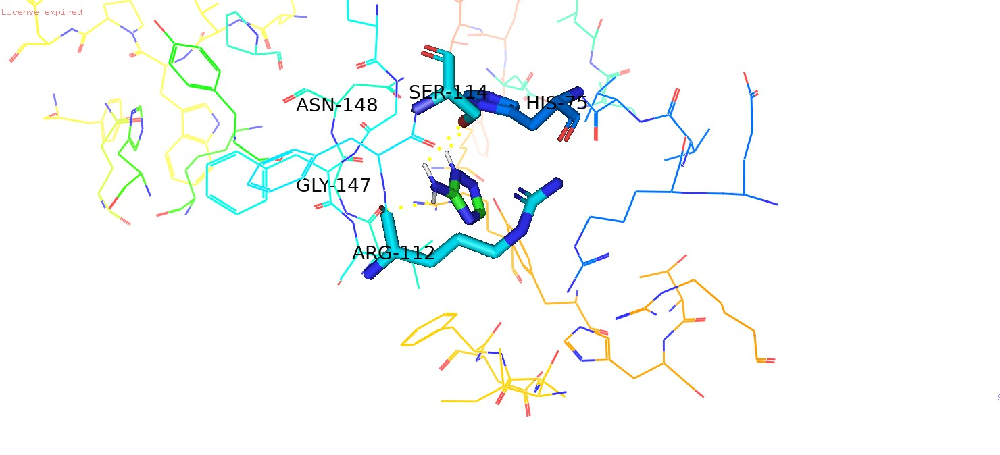 License expired
SER-114
HIS-75
ASN-148
GLY-147
ARG-112